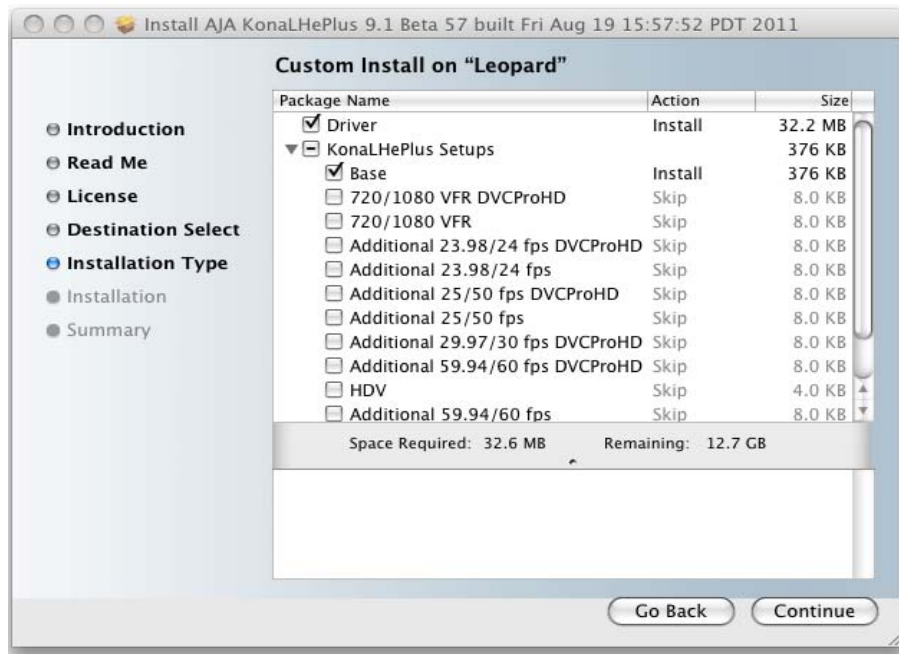 Install AJA KonaLHePlus 9.1 Beta 57 built Fri Aug 19 15:57:52 PDT 2011
Custom Install on “Leopard”
Introduction
Read Me
License
Destination Select
Installation Type
Installation
Summary
Package Name Action Size
Driver Install 32.2 MB
KonaLHePlus Setups 376 KB
Base Install 376 KB
720/1080 VFR DVCProHD Skip 8.0 KB
720/1080 VFR Skip 8.0 KB
Additional 23.98/24 fps DVCProHD Skip 8.0 KB
Additional 23.98/24 fps Skip 8.0 KB
Additional 25/50 fps DVCProHD Skip 8.0 KB
Additional 25/50 fps Skip 8.0 KB
Additional 29.97/30 fps DVCProHD Skip 8.0 KB
Additional 59.94/60 fps DVCProHD Skip 8.0 KB
HDV Skip 4.0 KB
Additional 59.94/60 fps Skip 8.0 KB
Space Required: 32.6 MB Remaining: 12.7 GB
Go Back Continue